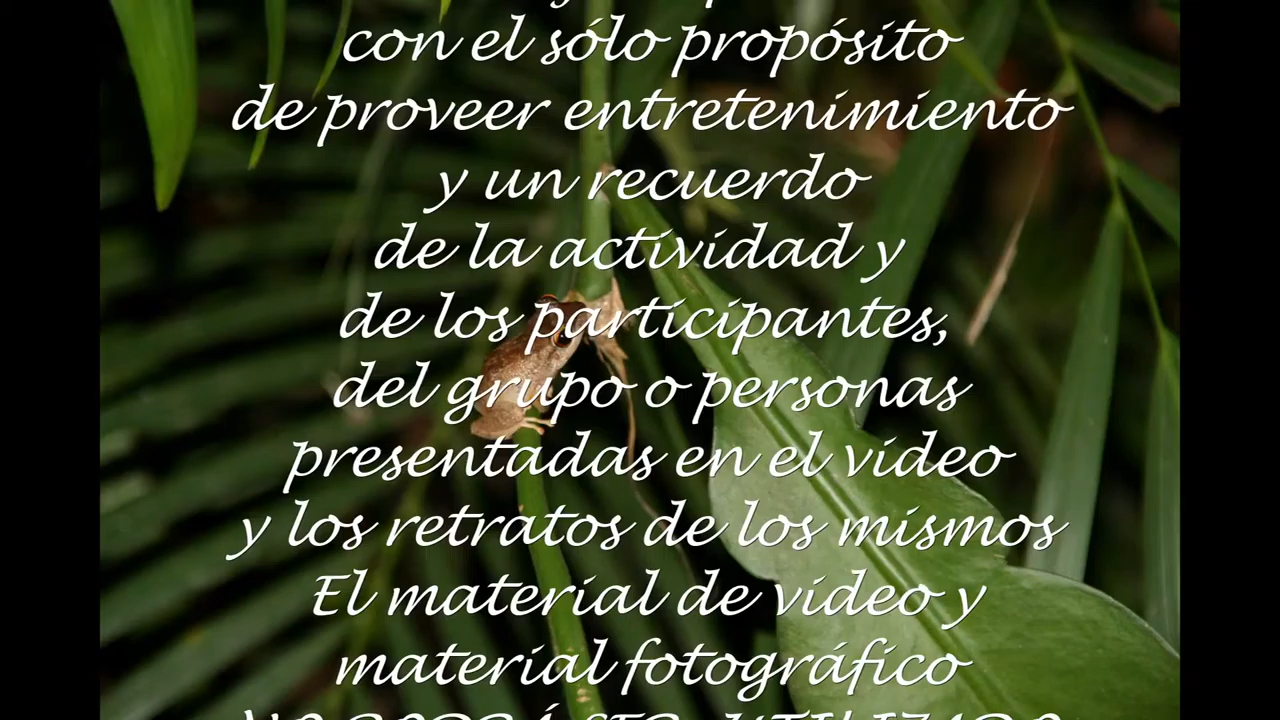 con el sólo propósito
de proveer entretenimiento
y un recuerdo
de la actividad y
de los participantes,
del grupo o personas
presentadas en el video
y los retratos de los mismos
El material de video y
material fotográfico